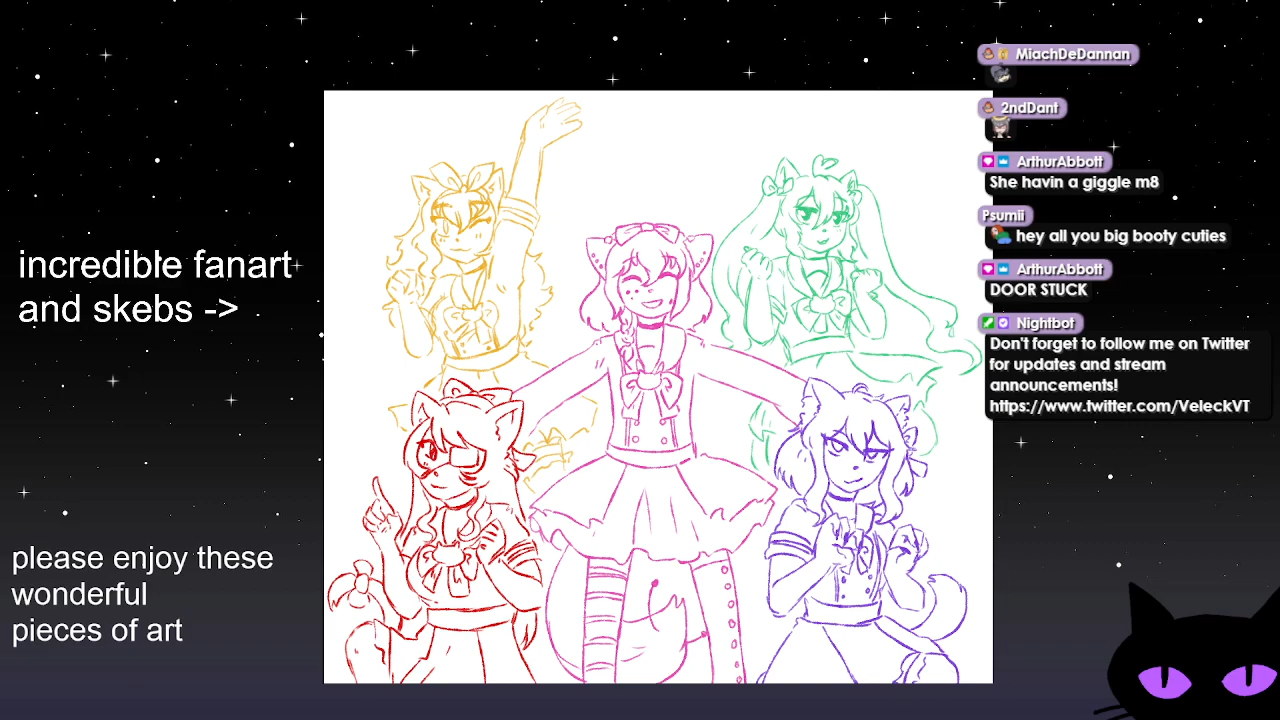 incredible fanart
and skebs ->
please enjoy these
wonderful
pieces of art
MiachDeDannan
2ndDant
ArthurAbbott
She havin a giggle m8
Psumii
hey all you big booty cuties
ArthurAbbott
DOOR STUCK
Nightbot
Don't forget to follow me on Twitter
for updates and stream
announcements!
https://www.twitter.com/VeleckVT